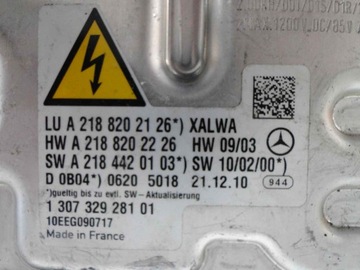 LU A 218 820 21 26*) XALWA
HW A 218 820 22 26 HW 09/03
SW A 218 442 01 03*) SW 10/02/00*)
D 0B04*) 0620 5018 21.12.10 944
*)gueltig bis zu evtl. SW - Aktualisierung
1 307 329 281 01
10EEG090717
Made in France